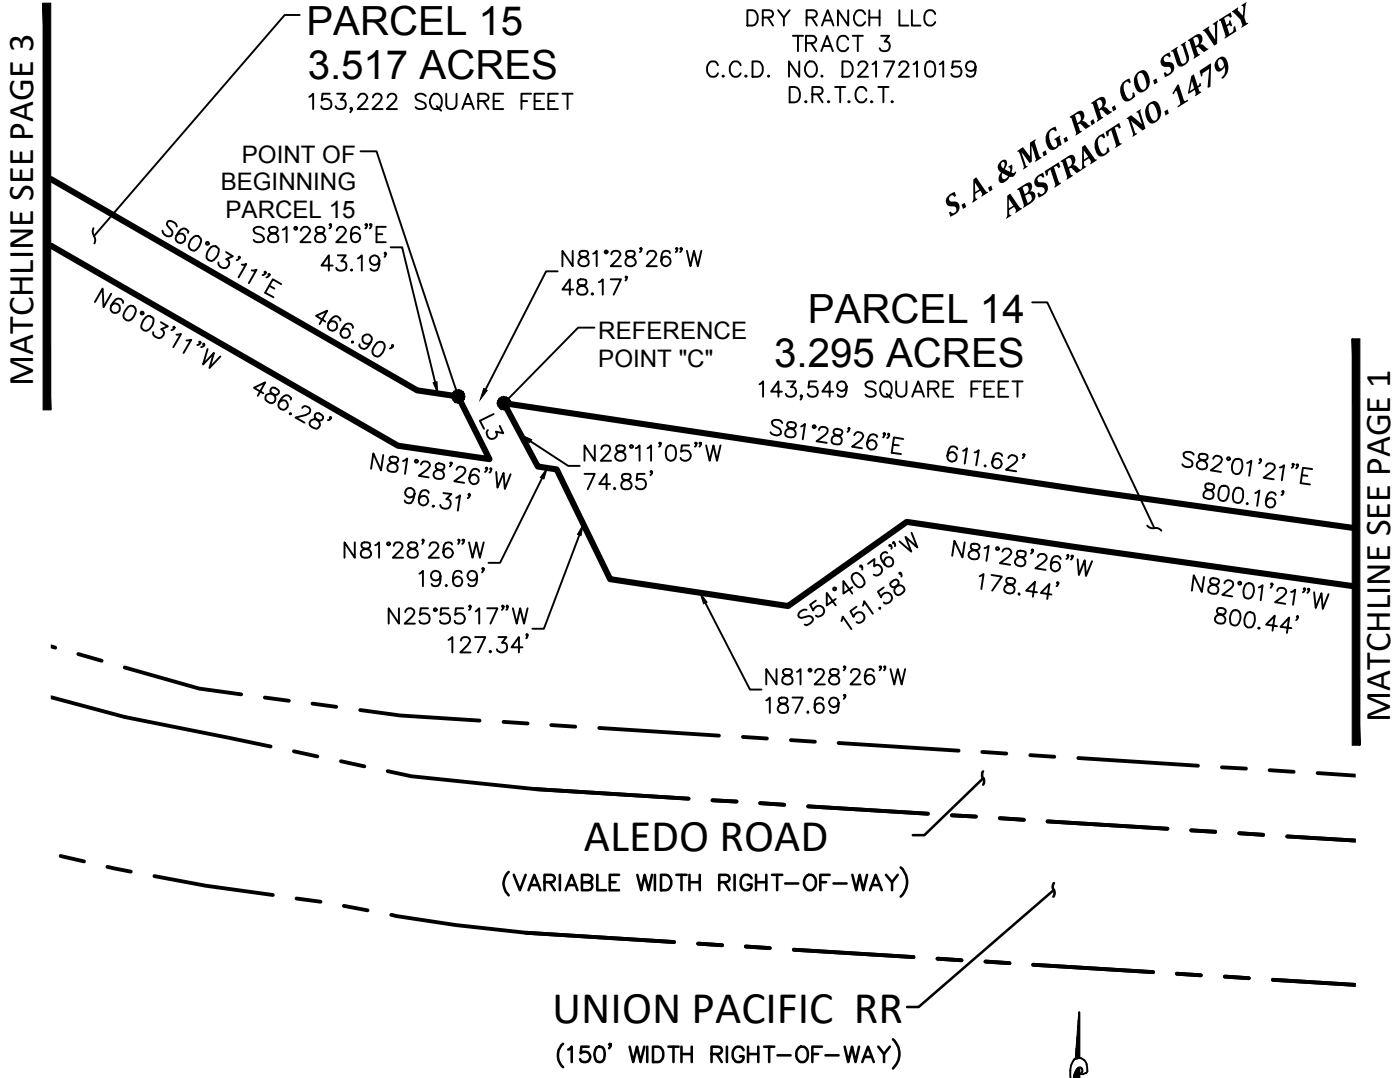 PARCEL 15
3.517 ACRES
153,222 SQUARE FEET
DRY RANCH LLC
TRACT 3
C.C.D. NO. D217210159
D.R.T.C.T.
S. A. & M.G. R.R. CO. SURVEY
ABSTRACT NO. 1479
MATCHLINE SEE PAGE 3
POINT OF
BEGINNING
PARCEL 15
S81°28'26"E
43.19'
S60°03'11"E
466.90'
N60°03'11"W
486.28'
N81°28'26"W
96.31'
N81°28'26"W
48.17'
REFERENCE
POINT "C"
L3
PARCEL 14
3.295 ACRES
143,549 SQUARE FEET
N28°11'05"W
74.85'
S81°28'26"E
611.62'
S82°01'21"E
800.16'
MATCHLINE SEE PAGE 1
N81°28'26"W
19.69'
N25°55'17"W
127.34'
N81°28'26"W
187.69'
S54°40'36"W
151.58'
N81°28'26"W
178.44'
N82°01'21"W
800.44'
ALEDO ROAD
(VARIABLE WIDTH RIGHT-OF-WAY)
UNION PACIFIC RR
(150' WIDTH RIGHT-OF-WAY)